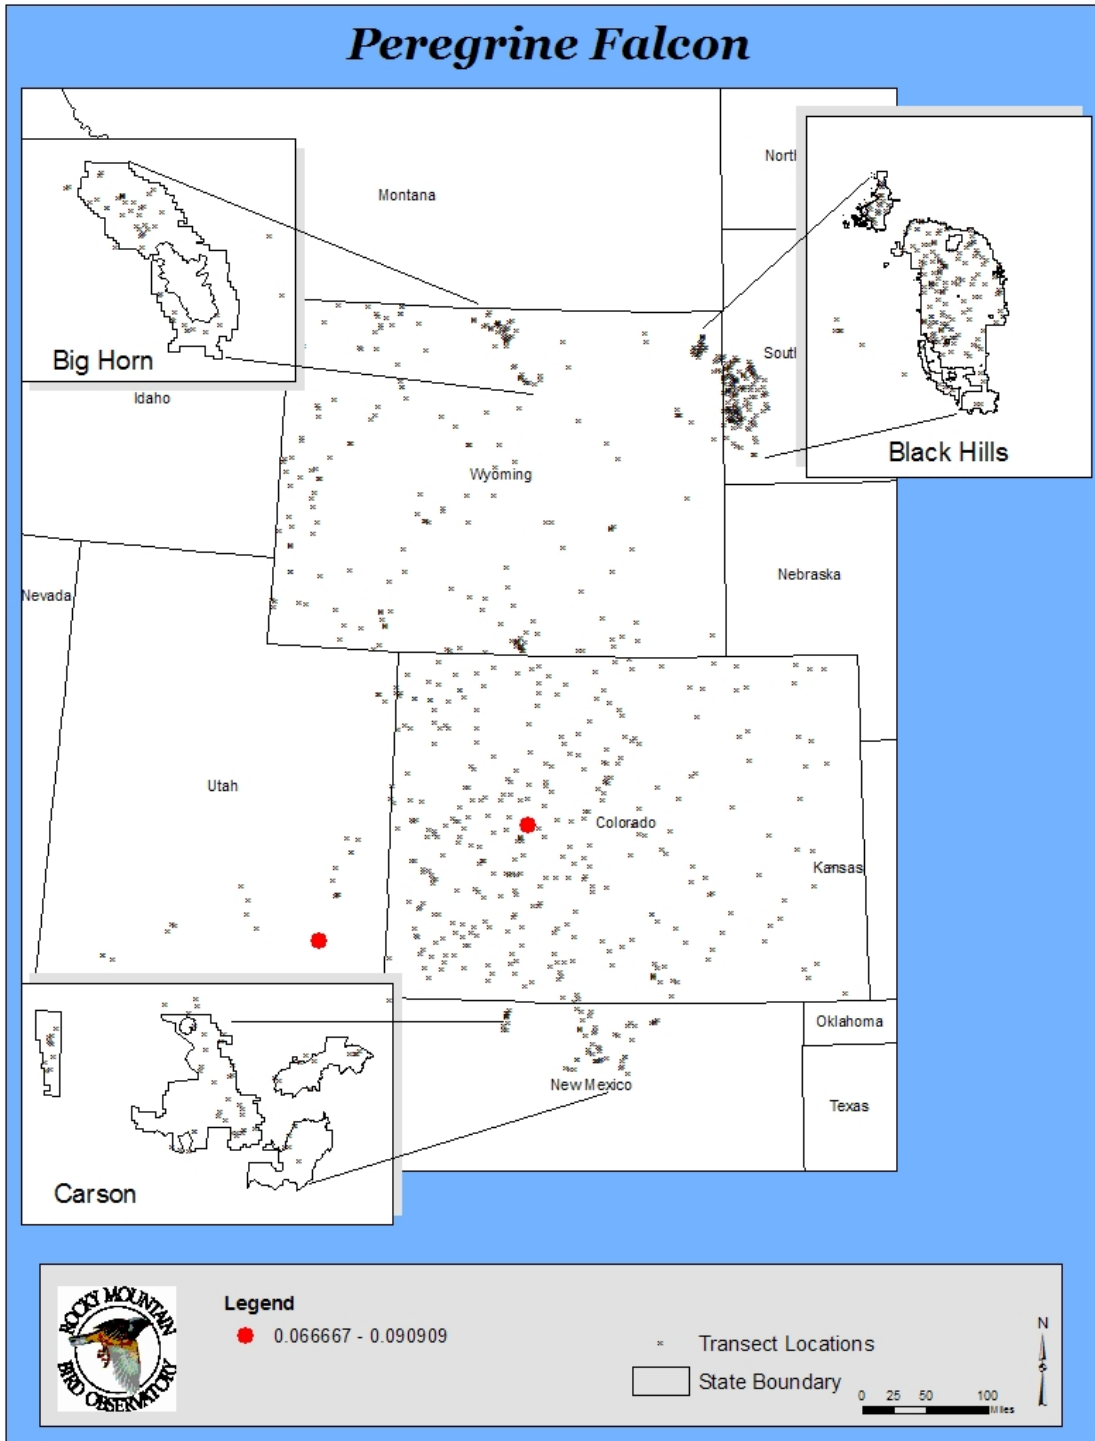 Peregrine Falcon
Montana
North
South
Big Horn
Idaho
Black Hills
Wyoming
Nebraska
Nevada
Utah
Colorado
Kansas
Oklahoma
New Mexico
Texas
Carson
ROCKY MOUNTAIN
BIRD OBSERVATORY
Legend
0.066667 - 0.090909
Transect Locations
State Boundary
N
0 25 50 100
Miles